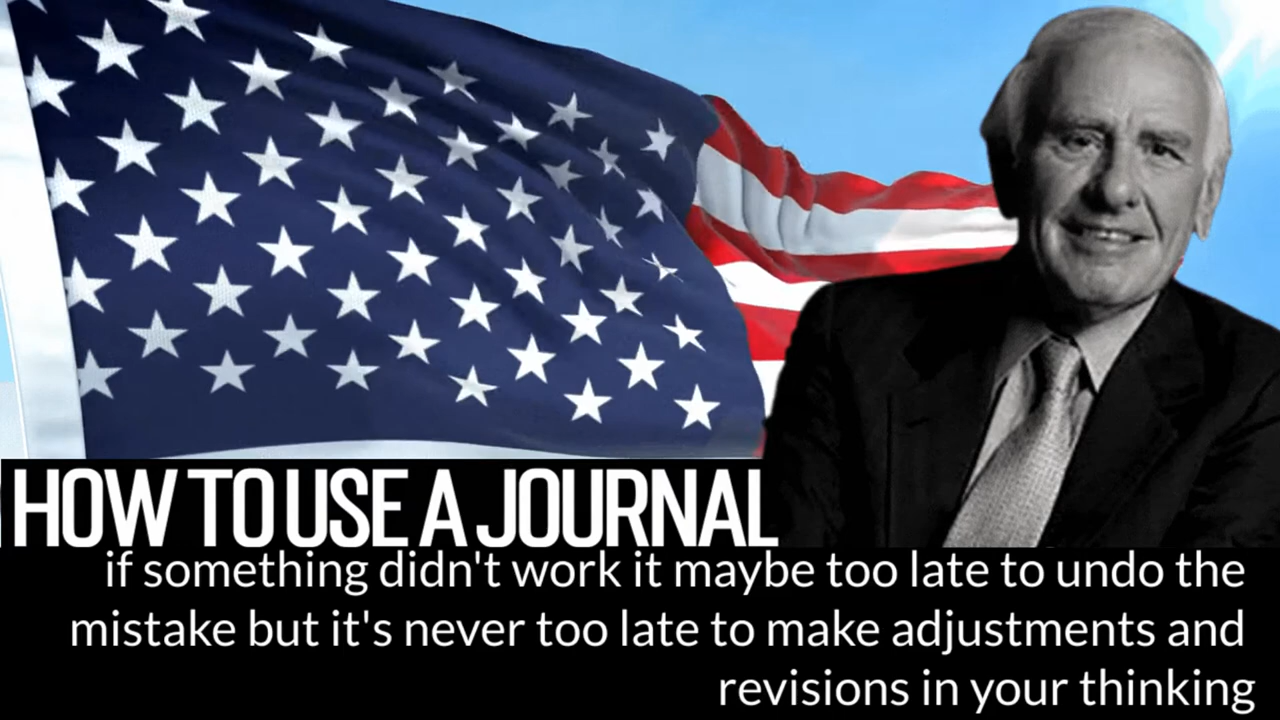 HOW TO USE A JOURNAL
if something didn't work it maybe too late to undo the
mistake but it's never too late to make adjustments and
revisions in your thinking